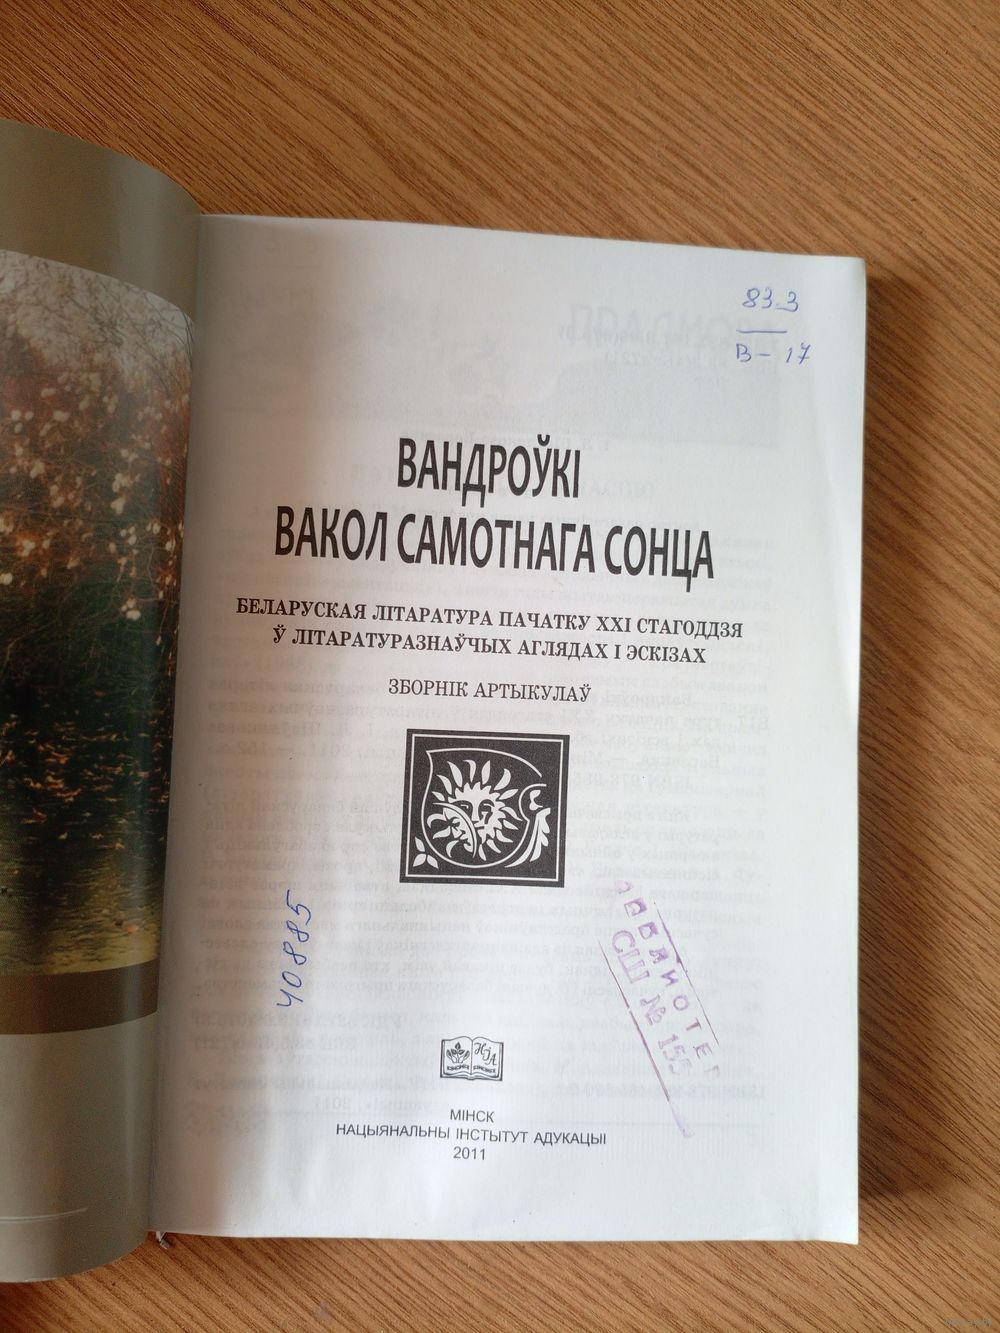 83.3
В - 17
ВАНДРОЎКІ
ВАКОЛ САМОТНАГА СОНЦА
БЕЛАРУСКАЯ ЛІТАРАТУРА ПАЧАТКУ XXI СТАГОДДЗЯ
Ў ЛІТАРАТУРАЗНАЎЧЫХ АГЛЯДАХ І ЭСКІЗАХ
ЗБОРНІК АРТЫКУЛАЎ
40885
СШ № 155
НІА
МІНСК
НАЦЫЯНАЛЬНЫ ІНСТЫТУТ АДУКАЦЫІ
2011